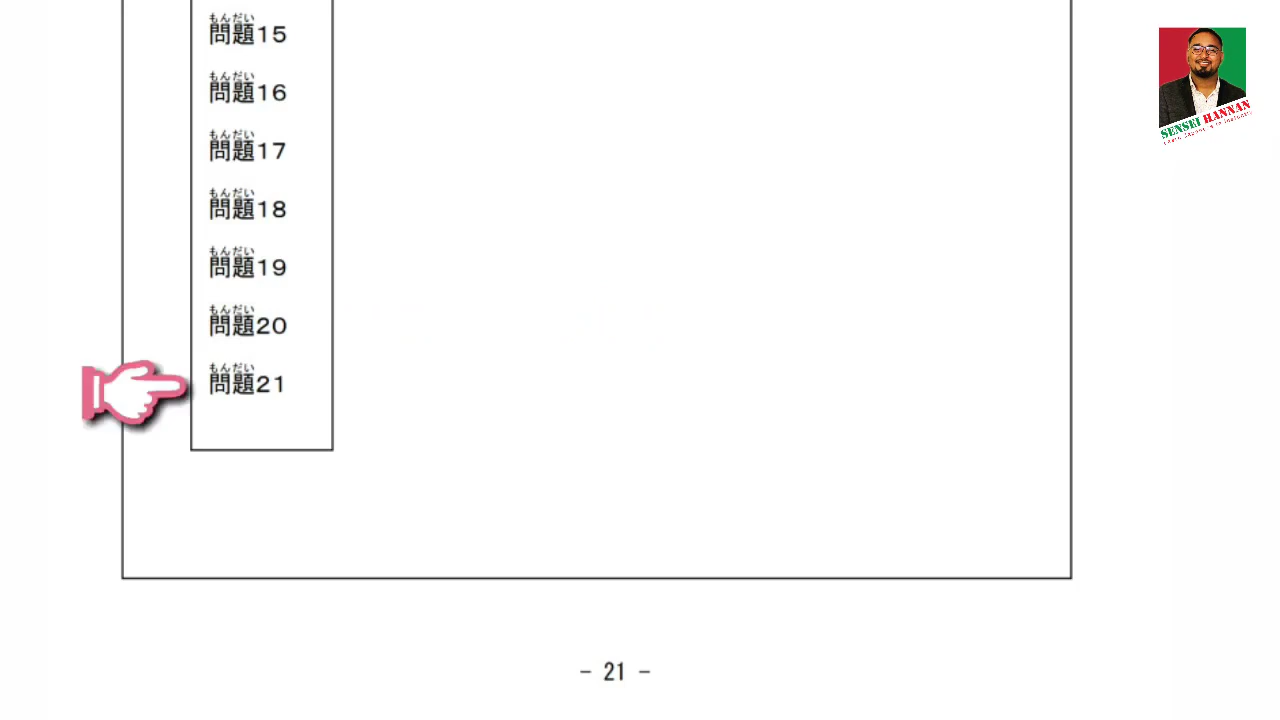 もんだい
問題15
もんだい
問題16
もんだい
問題17
もんだい
問題18
もんだい
問題19
もんだい
問題20
もんだい
問題21
- 21 -
SENSEI HANNAN